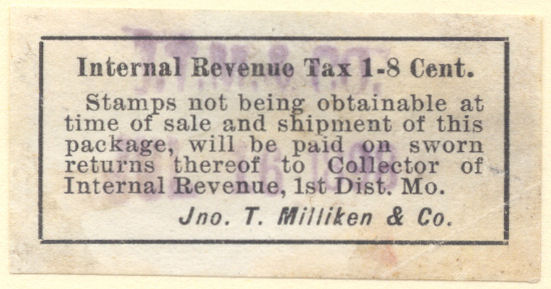 Internal Revenue Tax 1-8 Cent.
Stamps not being obtainable at
time of sale and shipment of this
package, will be paid on sworn
returns thereof to Collector of
Internal Revenue, 1st Dist. Mo.
Jno. T. Milliken & Co.